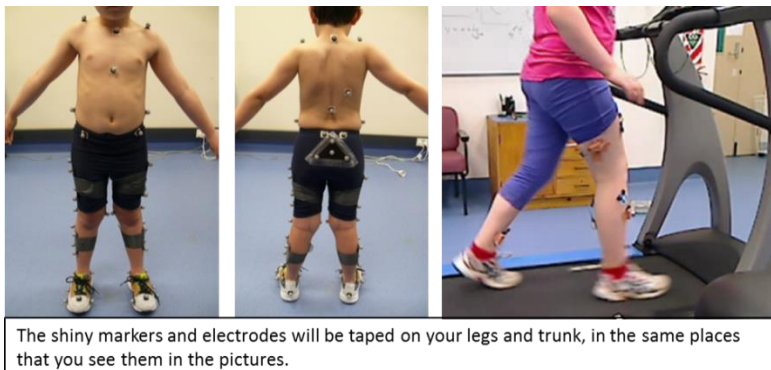 The shiny markers and electrodes will be taped on your legs and trunk, in the same places
that you see them in the pictures.